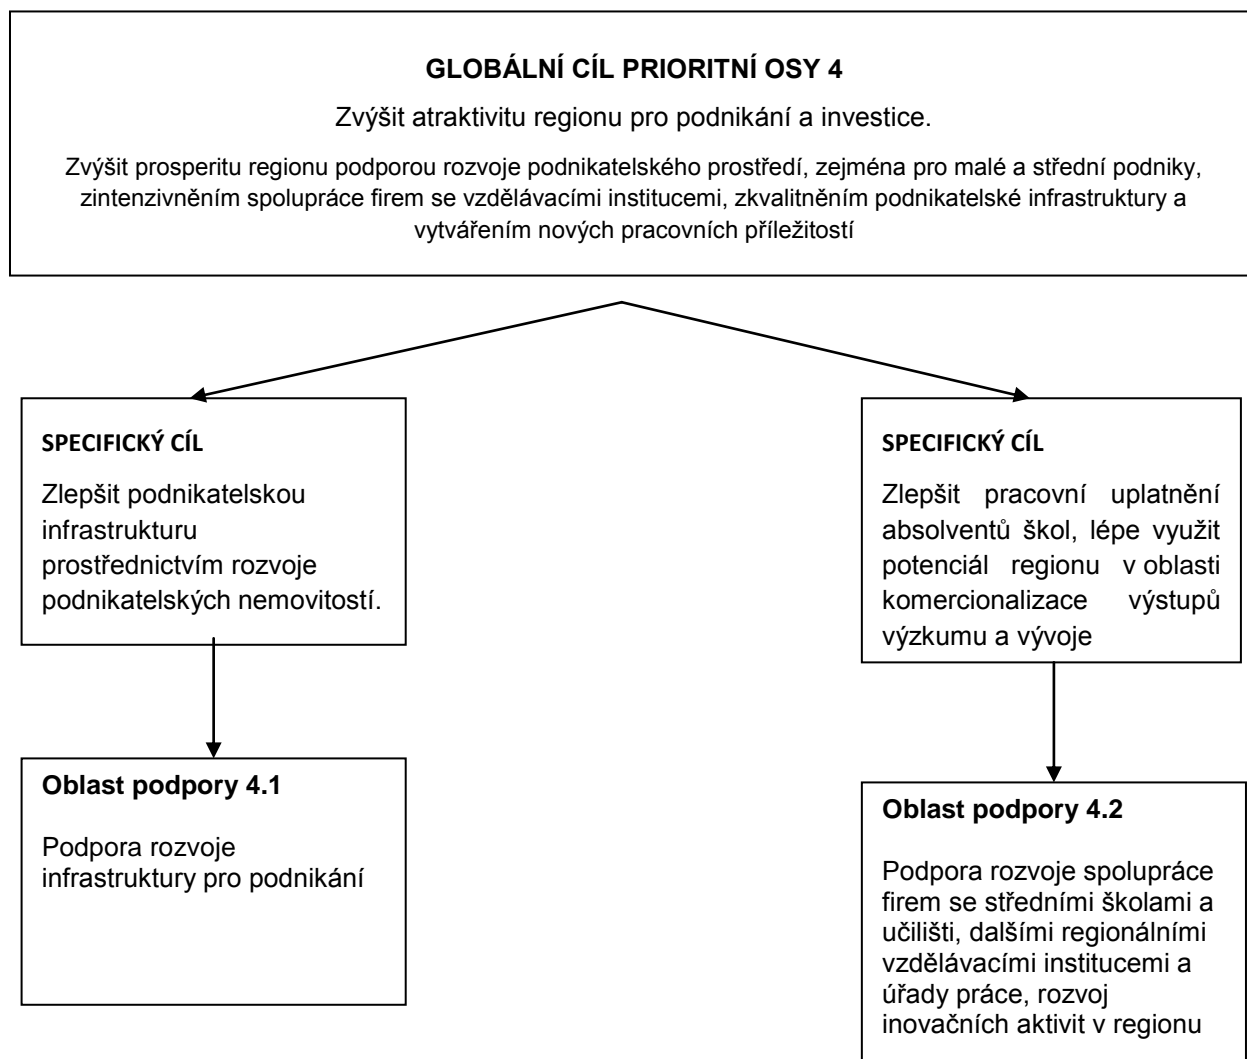 GLOBÁLNÍ CÍL PRIORITNÍ OSY 4
Zvýšit atraktivitu regionu pro podnikání a investice.
Zvýšit prosperitu regionu podporou rozvoje podnikatelského prostředí, zejména pro malé a střední podniky,
zintenzivněním spolupráce firem se vzdělávacími institucemi, zkvalitněním podnikatelské infrastruktury a
vytvářením nových pracovních příležitostí
SPECIFICKÝ CÍL
Zlepšit podnikatelskou
infrastrukturu
prostřednictvím rozvoje
podnikatelských nemovitostí.
SPECIFICKÝ CÍL
Zlepšit pracovní uplatnění
absolventů škol, lépe využit
potenciál regionu v oblasti
komercionalizace výstupů
výzkumu a vývoje
Oblast podpory 4.1
Podpora rozvoje
infrastruktury pro podnikání
Oblast podpory 4.2
Podpora rozvoje spolupráce
firem se středními školami a
učilišti, dalšími regionálními
vzdělávacími institucemi a
úřady práce, rozvoj
inovačních aktivit v regionu